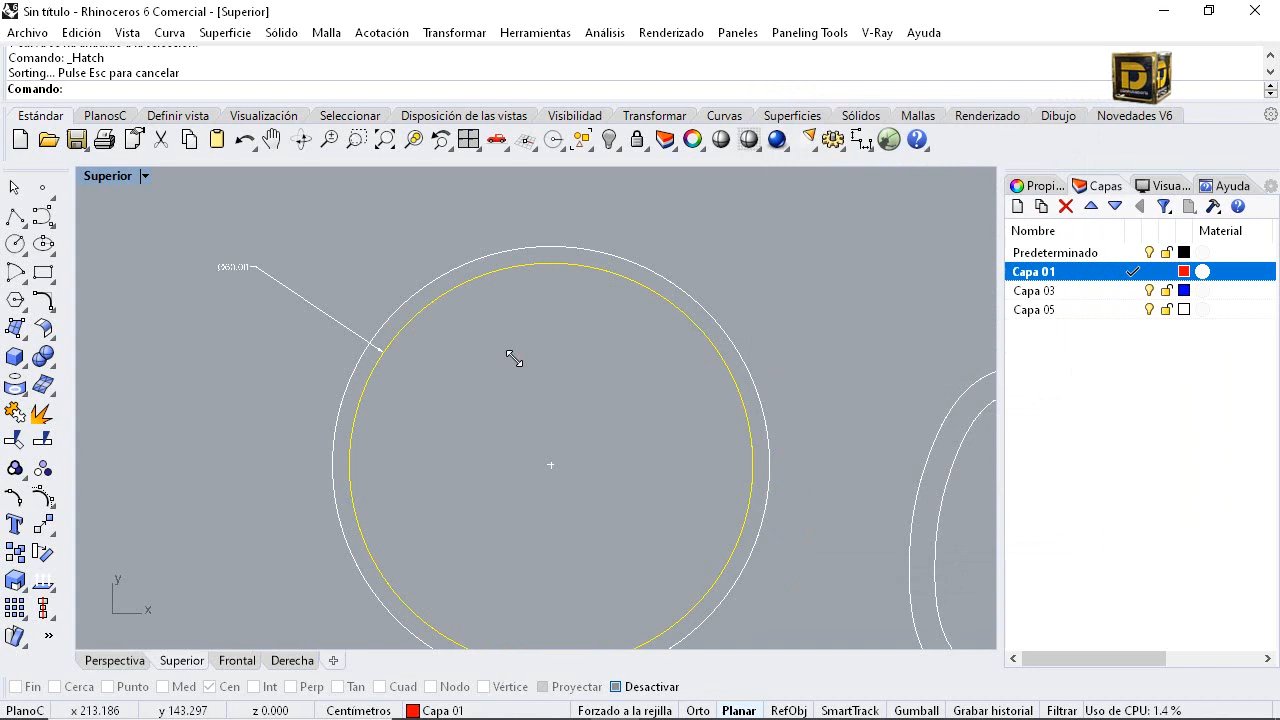 Sin título - Rhinoceros 6 Comercial - [Superior]
Archivo Edición Vista Curva Superficie Sólido Malla Acotación Transformar Herramientas Análisis Renderizado Paneles Paneling Tools V-Ray Ayuda
Comando: _Hatch
Sorting... Pulse Esc para cancelar
Comando:
Estándar PlanosC Definir vista Visualización Seleccionar de las vistas Visibilidad Transformar Curvas Superficies Sólidos Mallas Renderizado Dibujo Novedades V6
Superior
Propi... Capas Visua... Ayuda
Nombre Material
Predeterminado
Capa 01
Capa 03
Capa 05
y
x
Perspectiva Superior Frontal Derecha
Fin Cerca Punto Med Cen Int Perp Tan Cuad Nodo Vértice Proyectar Desactivar
PlanoC x 213.186 y 143.297 z 0.000 Centímetros Capa 01 Forzado a la rejilla Orto Planar RefObj SmartTrack Gumball Grabar historial Filtrar Uso de CPU: 1.4 %